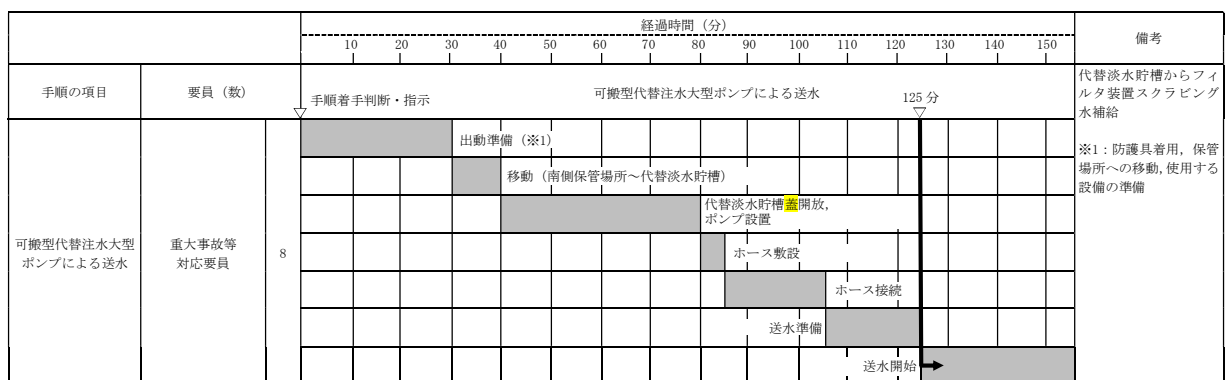 経過時間（分）
備考
10 20 30 40 50 60 70 80 90 100 110 120 130 140 150
手順の項目
要員（数）
手順着手判断・指示
可搬型代替注水大型ポンプによる送水
125 分
代替淡水貯槽からフィ
ルタ装置スクラビング
水補給
※1：防護具着用，保管
場所への移動，使用する
設備の準備
可搬型代替注水大型
ポンプによる送水
重大事故等
対応要員
8
出動準備（※1）
移動（南側保管場所～代替淡水貯槽）
代替淡水貯槽蓋開放，
ポンプ設置
ホース敷設
ホース接続
送水準備
送水開始